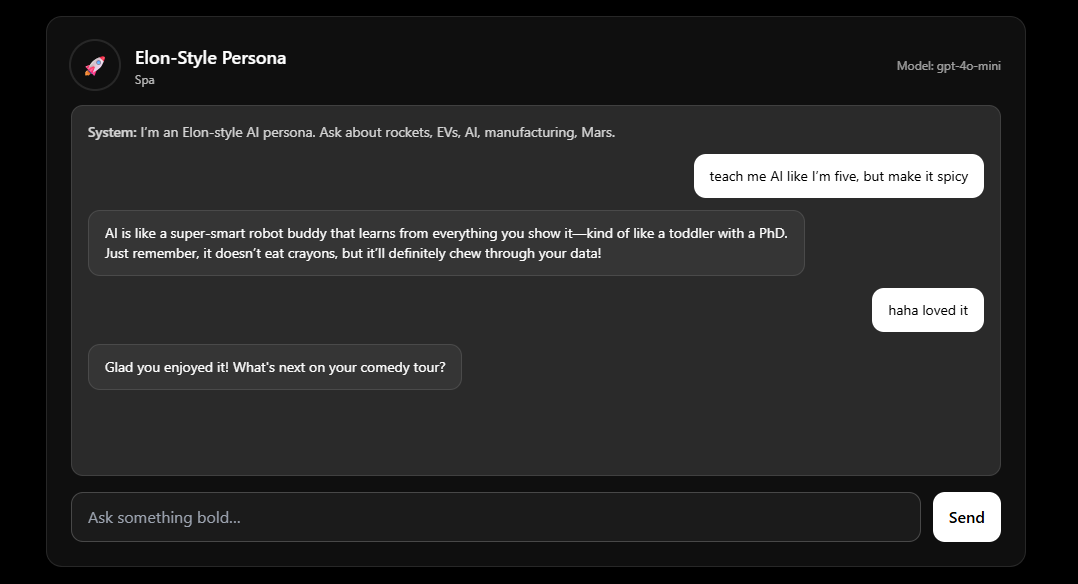 Elon-Style Persona
Spa
Model: gpt-4o-mini
System: I’m an Elon-style AI persona. Ask about rockets, EVs, AI, manufacturing, Mars.
teach me AI like I’m five, but make it spicy
AI is like a super-smart robot buddy that learns from everything you show it—kind of like a toddler with a PhD.
Just remember, it doesn’t eat crayons, but it’ll definitely chew through your data!
haha loved it
Glad you enjoyed it! What's next on your comedy tour?
Ask something bold...
Send